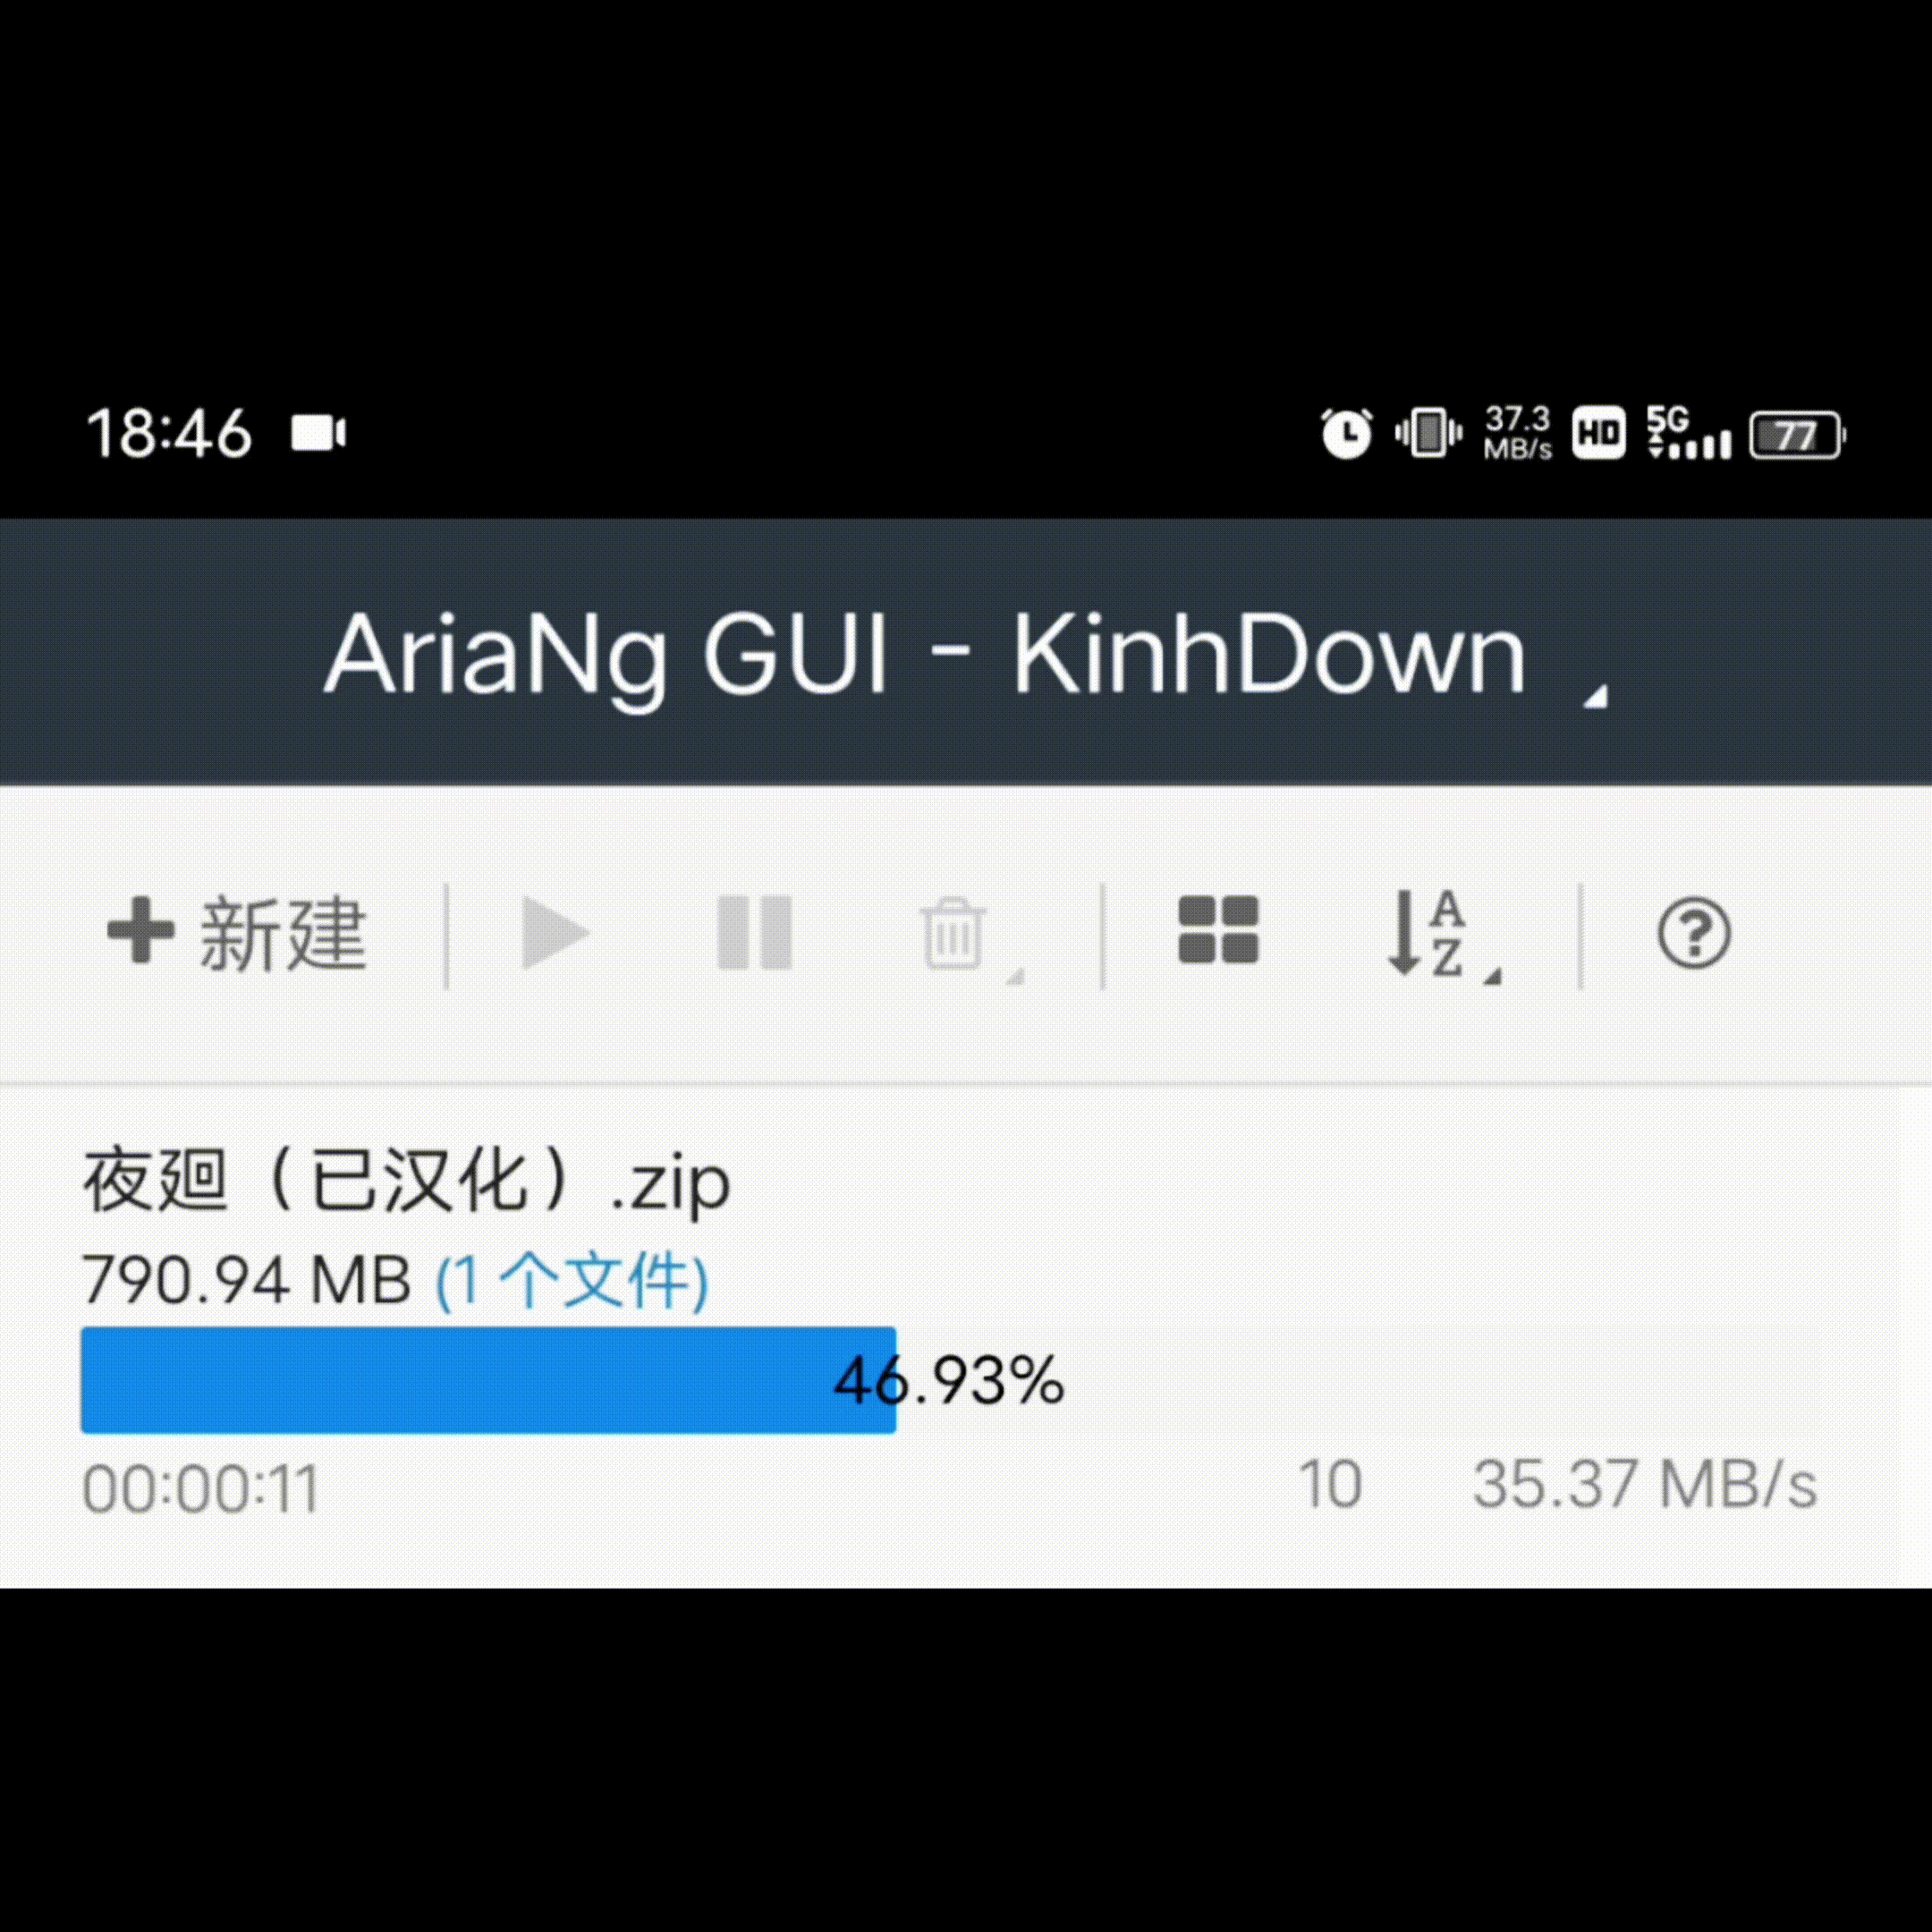 18:46
37.3
MB/s
HD
5G
77
AriaNg GUI - KinhDown
新建
A
Z
?
夜廻（已汉化）.zip
790.94 MB (1 个文件)
46.93%
00:00:11 10 35.37 MB/s